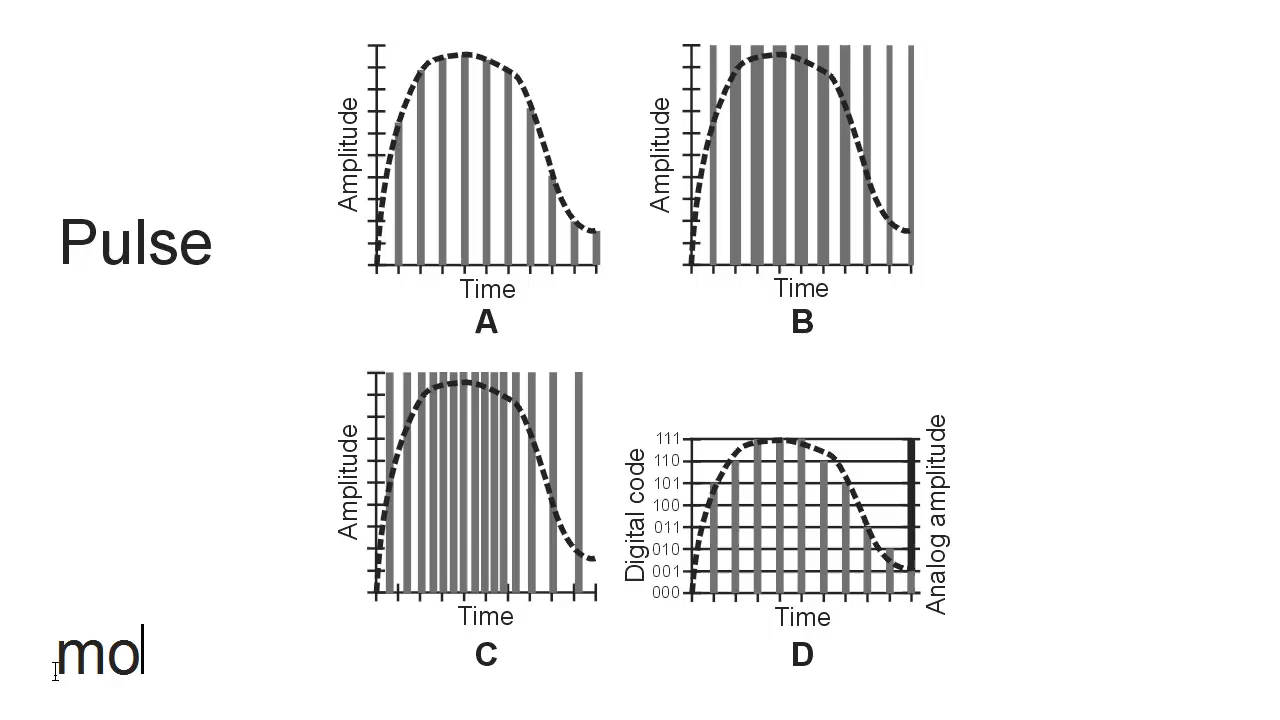 Pulse
Amplitude
Time
A
Amplitude
Time
B
Amplitude
Time
C
Digital code
111
110
101
100
011
010
001
000
Analog amplitude
Time
D
mo